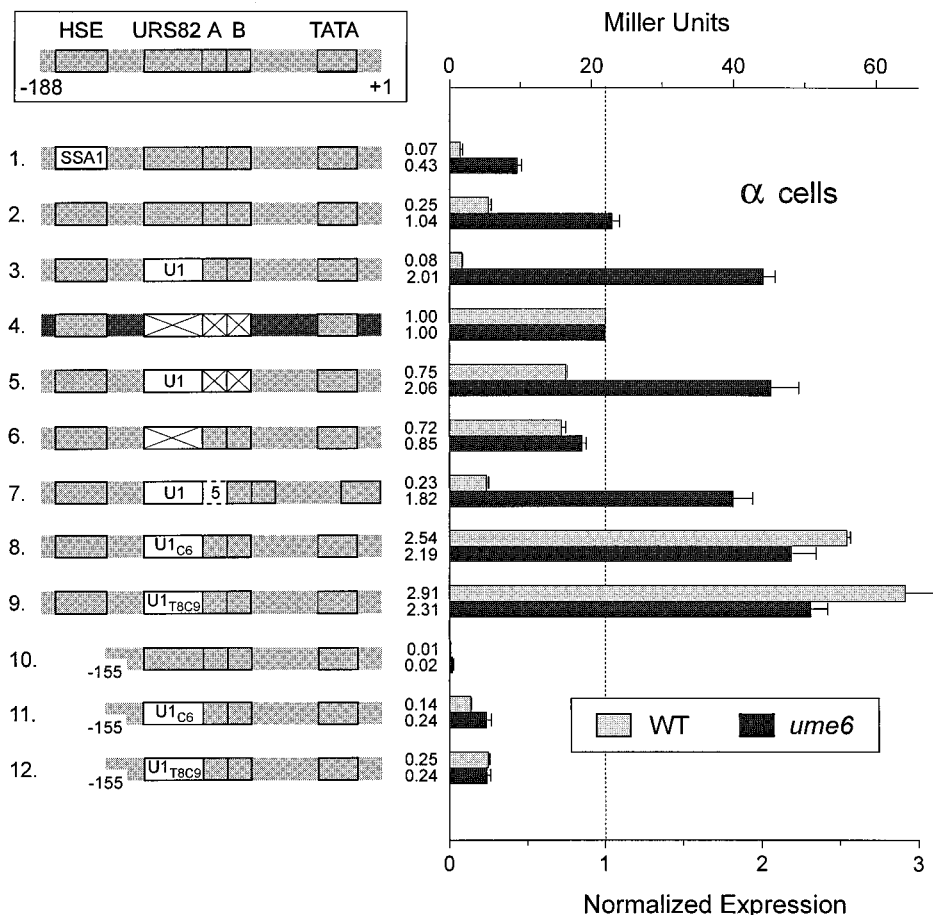 Miller Units
HSE URS82 A B TATA
-188 +1
0 20 40 60
α cells
1. SSA1 0.07
0.43
2. 0.25
1.04
3. U1 0.08
2.01
4. 1.00
1.00
5. U1 0.75
2.06
6. 0.72
0.85
7. U1 5 0.23
1.82
8. U1C6 2.54
2.19
9. U1T8C9 2.91
2.31
10. -155 0.01
0.02
11. -155 U1C6 0.14
0.24
12. -155 U1T8C9 0.25
0.24
WT ume6
0 1 2 3
Normalized Expression